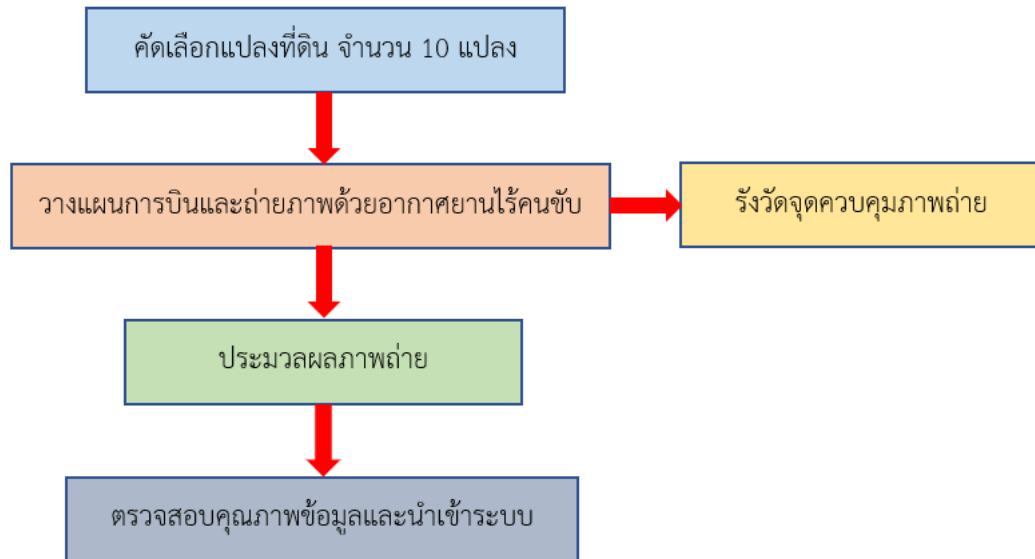 คัดเลือกแปลงที่ดิน จำนวน 10 แปลง
วางแผนการบินและถ่ายภาพด้วยอากาศยานไร้คนขับ
รังวัดจุดควบคุมภาพถ่าย
ประมวลผลภาพถ่าย
ตรวจสอบคุณภาพข้อมูลและนำเข้าระบบ